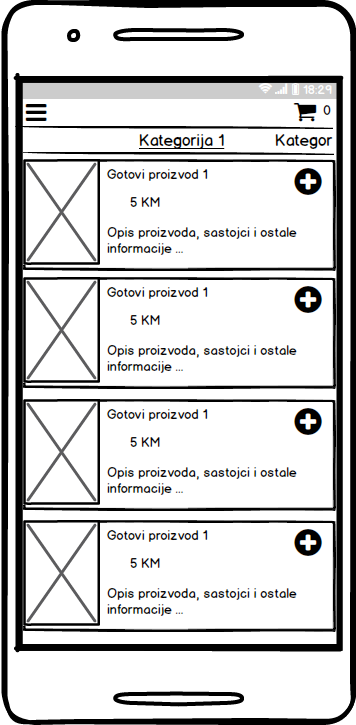 18:29
0
Kategorija 1 Kategor
Gotovi proizvod 1
5 KM
Opis proizvoda, sastojci i ostale
informacije ...
Gotovi proizvod 1
5 KM
Opis proizvoda, sastojci i ostale
informacije ...
Gotovi proizvod 1
5 KM
Opis proizvoda, sastojci i ostale
informacije ...
Gotovi proizvod 1
5 KM
Opis proizvoda, sastojci i ostale
informacije ...